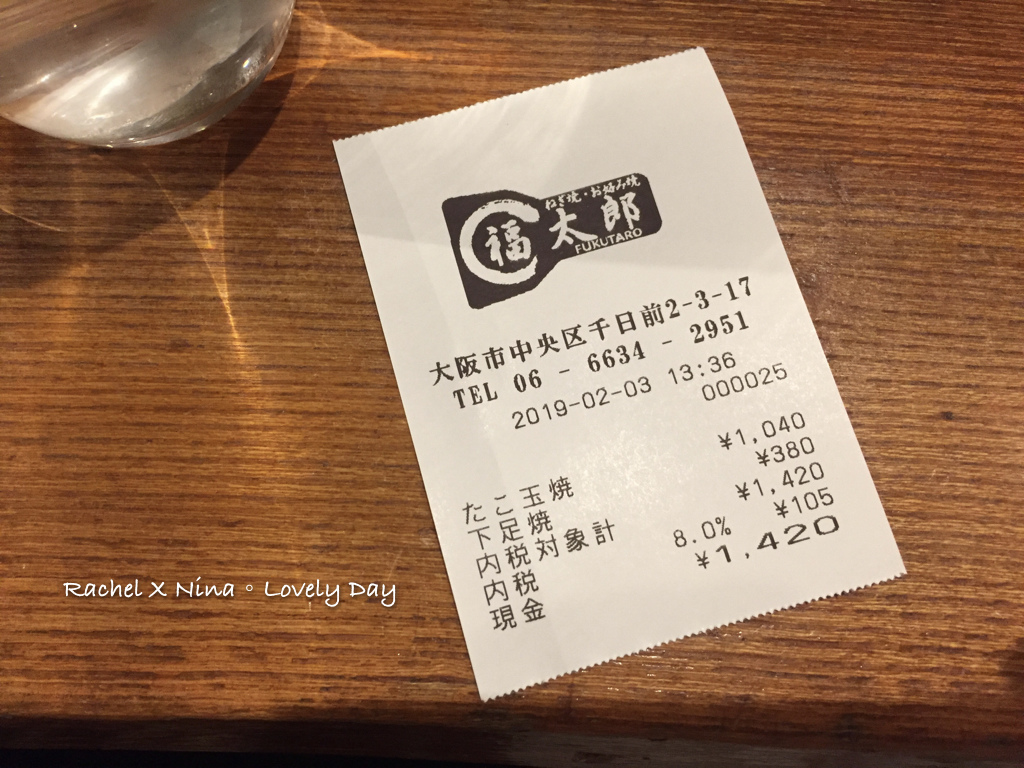 ねぎ焼・お好み焼
福太郎
FUKUTARO
大阪市中央区千日前2-3-17
TEL 06 - 6634 - 2951
2019-02-03 13:36
000025
たこ玉焼 ¥1,040
下足焼 ¥380
内税対象計 ¥1,420
内税 8.0% ¥105
現金 ¥1,420
Rachel X Nina。Lovely Day